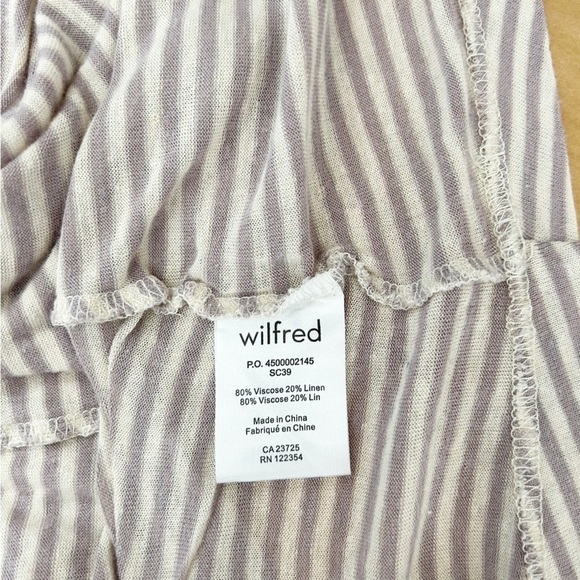 wilfred
P.O. 4500002145
SC39
80% Viscose 20% Linen
80% Viscose 20% Lin
Made in China
Fabriqué en Chine
CA 23725
RN 122354